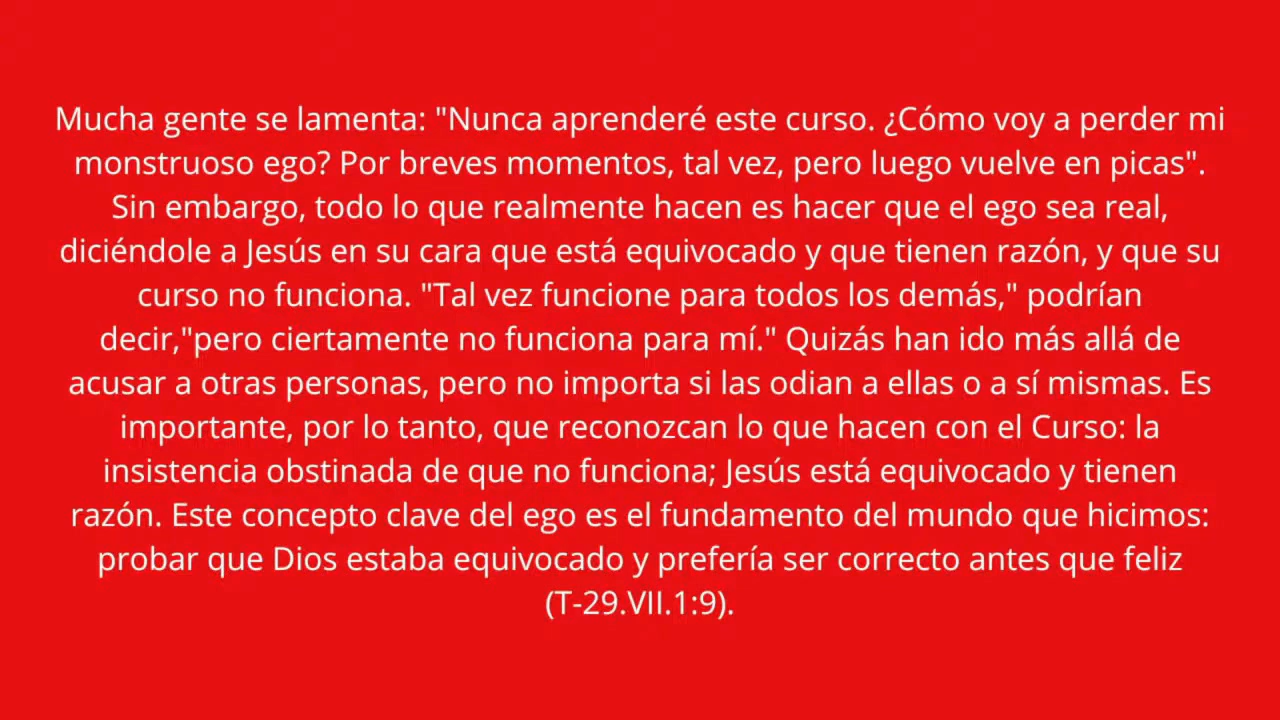 Mucha gente se lamenta: "Nunca aprenderé este curso. ¿Cómo voy a perder mi
monstruoso ego? Por breves momentos, tal vez, pero luego vuelve en picas".
Sin embargo, todo lo que realmente hacen es hacer que el ego sea real,
diciéndole a Jesús en su cara que está equivocado y que tienen razón, y que su
curso no funciona. "Tal vez funcione para todos los demás," podrían
decir,"pero ciertamente no funciona para mí." Quizás han ido más allá de
acusar a otras personas, pero no importa si las odian a ellas o a sí mismas. Es
importante, por lo tanto, que reconozcan lo que hacen con el Curso: la
insistencia obstinada de que no funciona; Jesús está equivocado y tienen
razón. Este concepto clave del ego es el fundamento del mundo que hicimos:
probar que Dios estaba equivocado y prefería ser correcto antes que feliz
(T-29.VII.1:9).